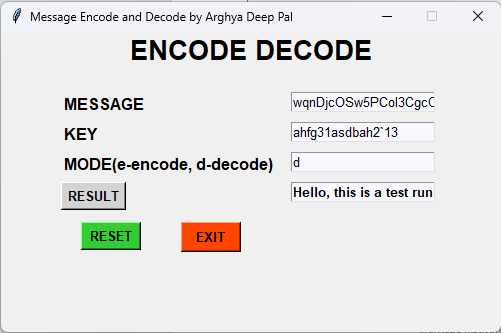 Message Encode and Decode by Arghya Deep Pal
ENCODE DECODE
MESSAGE wqnDjcOSw5PCol3CgcC
KEY ahfg31asdbah2`13
MODE(e-encode, d-decode) d
RESULT Hello, this is a test run
RESET EXIT